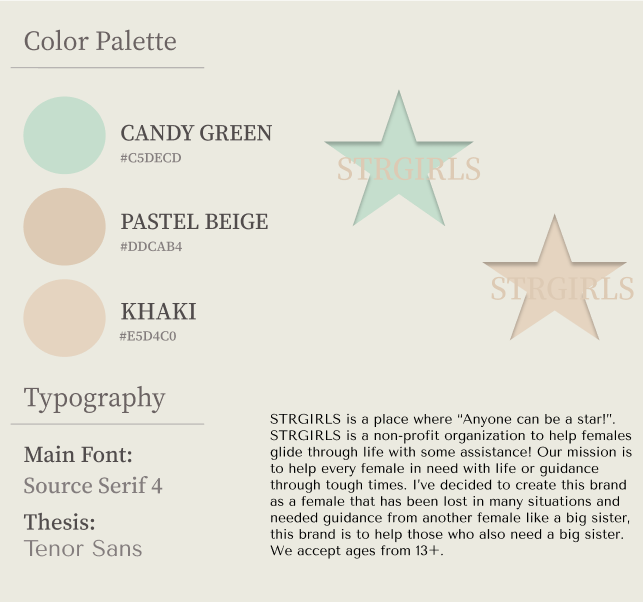 Color Palette
CANDY GREEN
#C5DECD
PASTEL BEIGE
#DDCAB4
KHAKI
#E5D4C0
STRGIRLS
STRGIRLS
Typography
Main Font:
Source Serif 4
Thesis:
Tenor Sans
STRGIRLS is a place where “Anyone can be a star!”.
STRGIRLS is a non-profit organization to help females
glide through life with some assistance! Our mission is
to help every female in need with life or guidance
through tough times. I’ve decided to create this brand
as a female that has been lost in many situations and
needed guidance from another female like a big sister,
this brand is to help those who also need a big sister.
We accept ages from 13+.